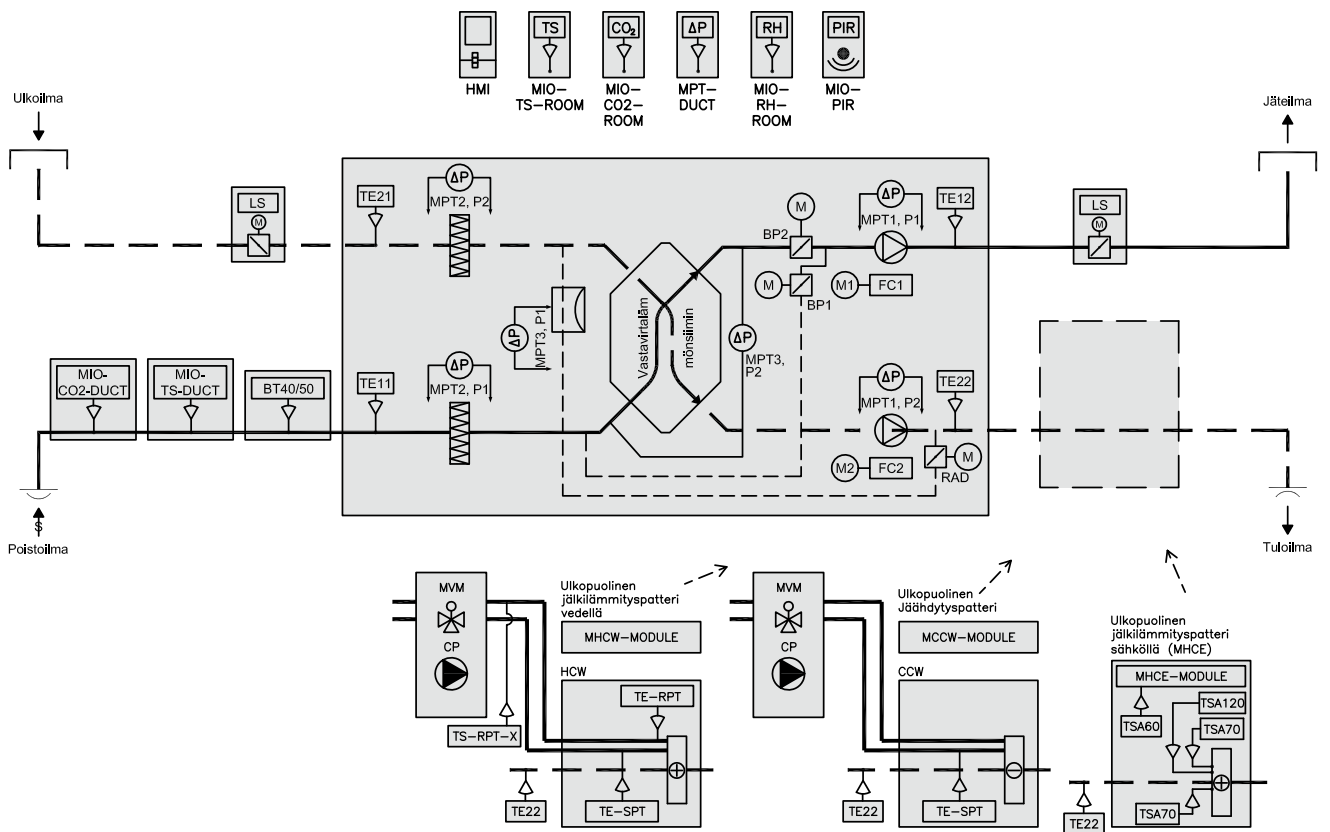 TS
CO₂
ΔP
RH
PIR
HMI
MIO-
TS-ROOM
MIO-
CO2-
ROOM
MPT-
DUCT
MIO-
RH-
ROOM
MIO-
PIR
Ulkoilma
Jäteilma
LS
M
TE21
ΔP
MPT2, P2
M
BP2
ΔP
MPT1, P1
TE12
LS
M
M
BP1
M1
FC1
ΔP
MPT3, P1
Vastavirtaläm
mönsiirnin
ΔP
MPT3,
P2
MIO-
CO2-DUCT
MIO-
TS-DUCT
BT40/50
TE11
ΔP
MPT2, P1
ΔP
MPT1, P2
TE22
M2
FC2
M
RAD
S
Poistoilma
Tuloilma
MVM
CP
Ulkopuolinen
jälkilämmityspatteri
vedellä
MHCW-MODULE
HCW
TE-RPT
TS-RPT-X
TE22
TE-SPT
MVM
CP
Ulkopuolinen
Jäähdytyspatteri
MCCW-MODULE
CCW
TE22
TE-SPT
Ulkopuolinen
jälkilämmityspatteri
sähköllä (MHCE)
MHCE-MODULE
TSA120
TSA60
TSA70
TSA70
TE22